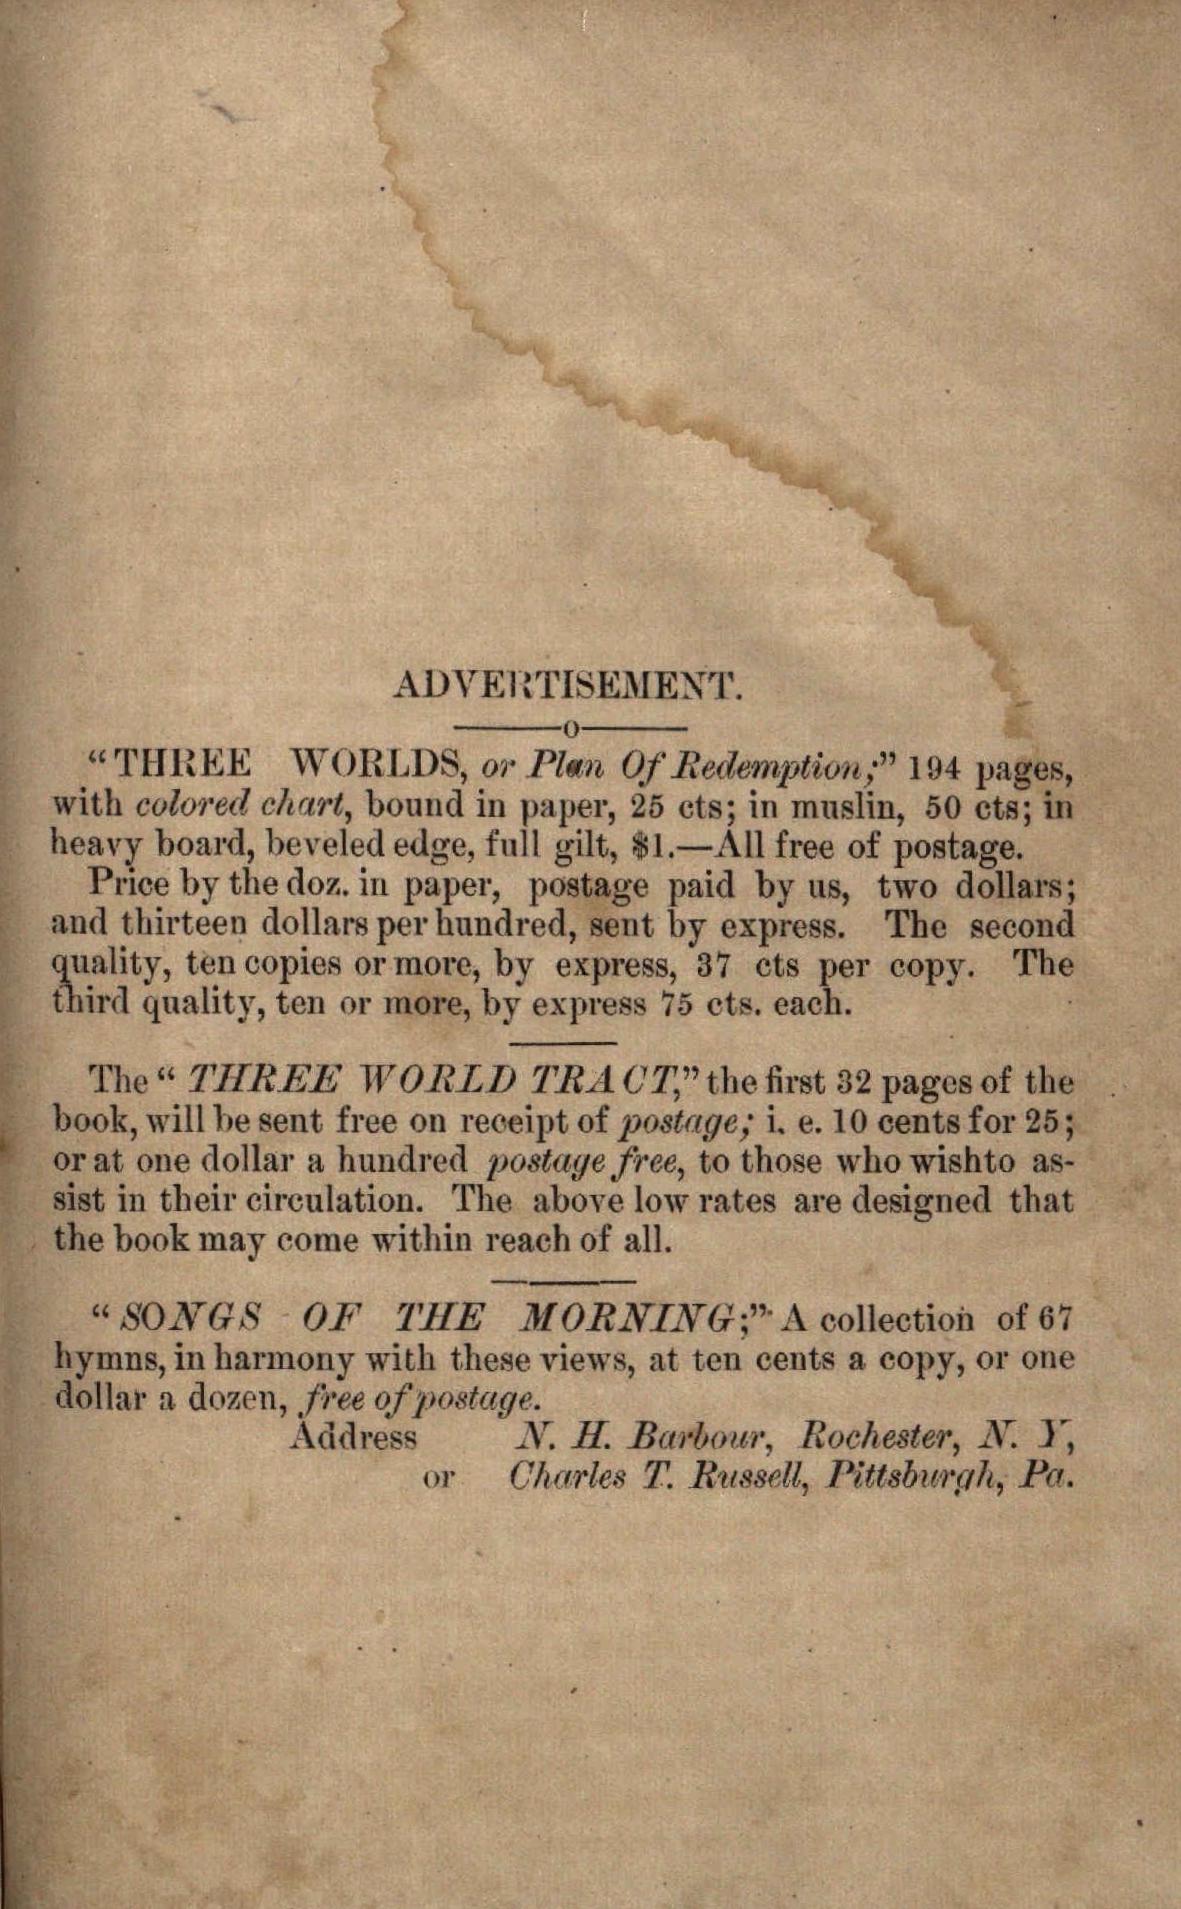 ADVERTISEMENT.
o
"THREE WORLDS, or Plan Of Redemption;" 194 pages,
with colored chart, bound in paper, 25 cts; in muslin, 50 cts; in
heavy board, beveled edge, full gilt, $1.—All free of postage.
Price by the doz. in paper, postage paid by us, two dollars;
and thirteen dollars per hundred, sent by express. The second
quality, ten copies or more, by express, 37 cts per copy. The
third quality, ten or more, by express 75 cts. each.
The "THREE WORLD TRACT," the first 32 pages of the
book, will be sent free on receipt of postage; i. e. 10 cents for 25;
or at one dollar a hundred postage free, to those who wishto as-
sist in their circulation. The above low rates are designed that
the book may come within reach of all.
"SONGS OF THE MORNING;" A collection of 67
hymns, in harmony with these views, at ten cents a copy, or one
dollar a dozen, free of postage.
Address N. H. Barbour, Rochester, N. Y,
or Charles T. Russell, Pittsburgh, Pa.